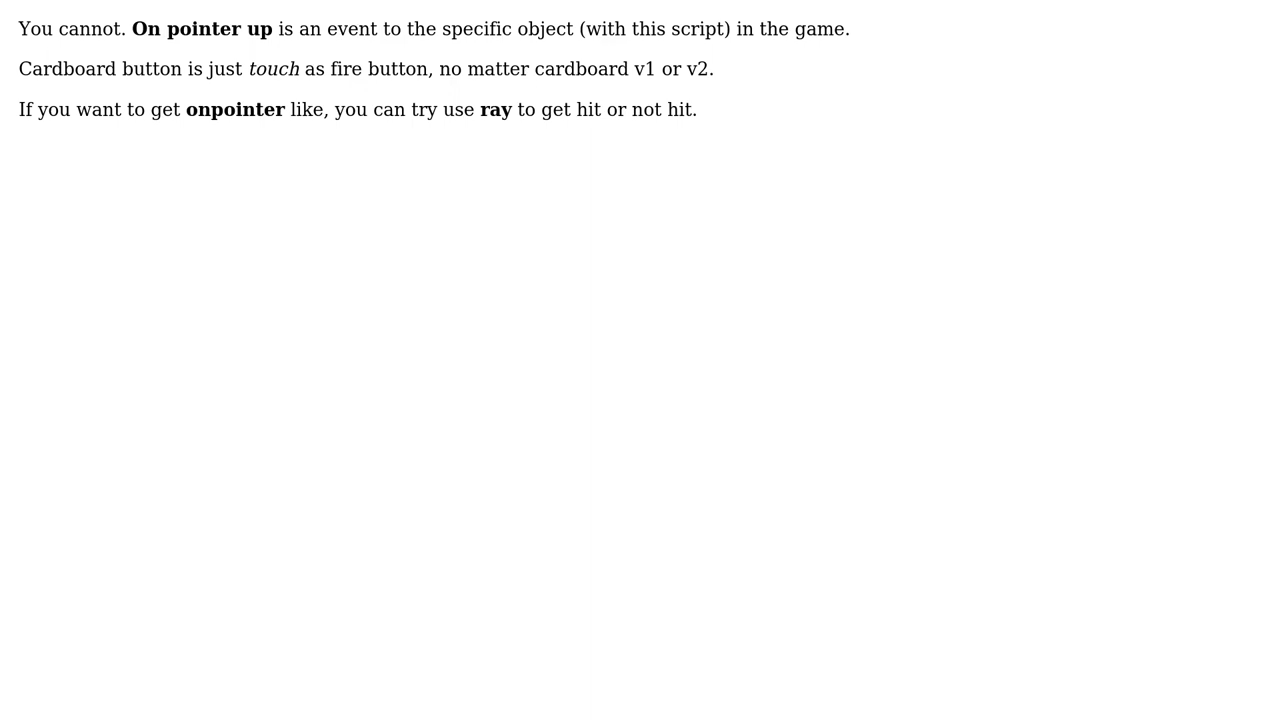 You cannot. On pointer up is an event to the specific object (with this script) in the game.
Cardboard button is just touch as fire button, no matter cardboard v1 or v2.
If you want to get onpointer like, you can try use ray to get hit or not hit.